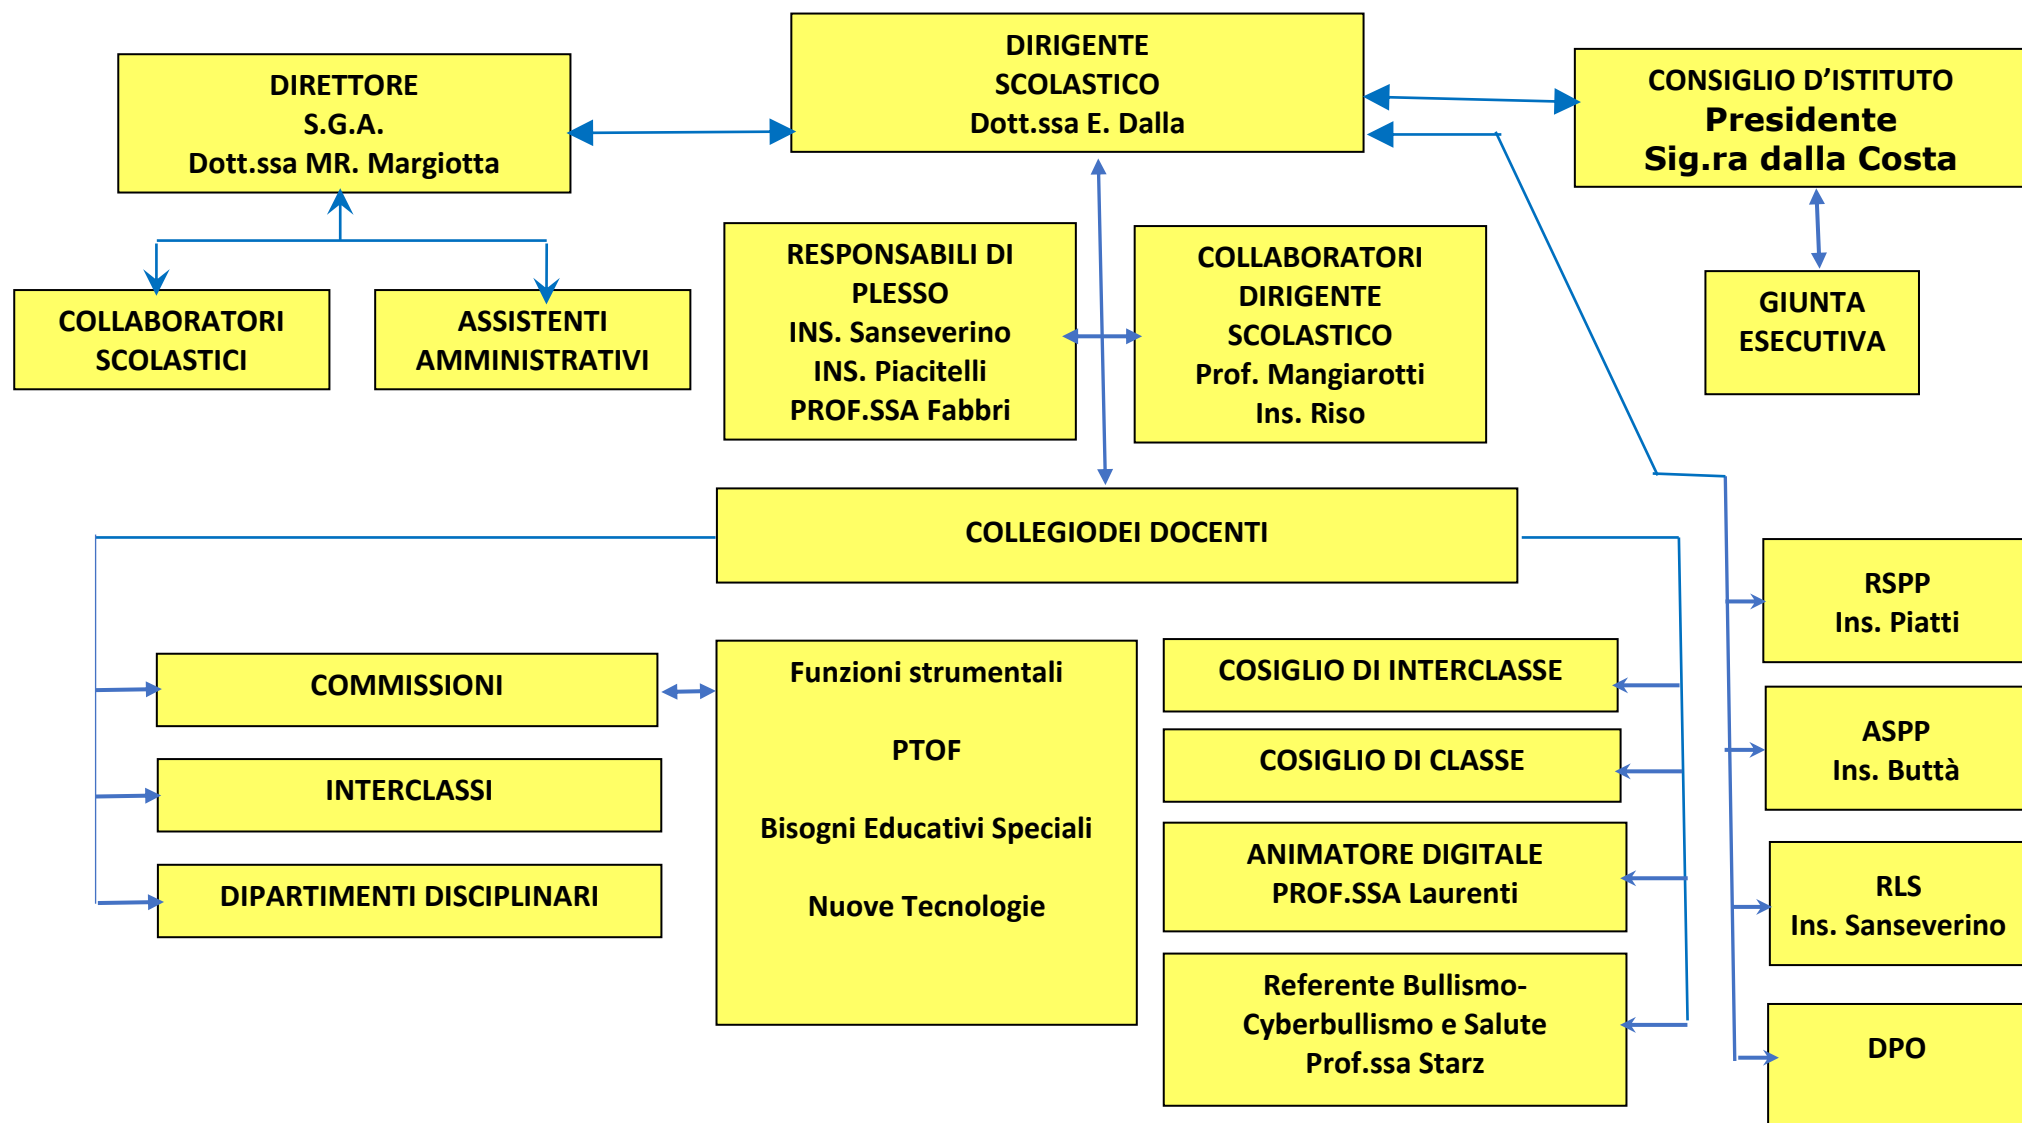 DIRIGENTE
SCOLASTICO
Dott.ssa E. Dalla
DIRETTORE
S.G.A.
Dott.ssa MR. Margiotta
CONSIGLIO D’ISTITUTO
Presidente
Sig.ra dalla Costa
COLLABORATORI
SCOLASTICI
ASSISTENTI
AMMINISTRATIVI
RESPONSABILI DI
PLESSO
INS. Sanseverino
INS. Piacitelli
PROF.SSA Fabbri
COLLABORATORI
DIRIGENTE
SCOLASTICO
Prof. Mangiarotti
Ins. Riso
GIUNTA
ESECUTIVA
COLLEGIODEI DOCENTI
COMMISSIONI
INTERCLASSI
DIPARTIMENTI DISCIPLINARI
Funzioni strumentali
PTOF
Bisogni Educativi Speciali
Nuove Tecnologie
COSIGLIO DI INTERCLASSE
COSIGLIO DI CLASSE
ANIMATORE DIGITALE
PROF.SSA Laurenti
Referente Bullismo-
Cyberbullismo e Salute
Prof.ssa Starz
RSPP
Ins. Piatti
ASPP
Ins. Buttà
RLS
Ins. Sanseverino
DPO